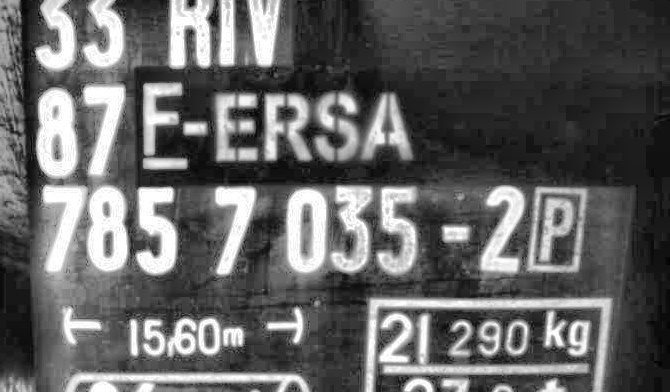 33 RIV
87 F-ERSA
785 7 035 - 2 P
15,60m
21 290 kg